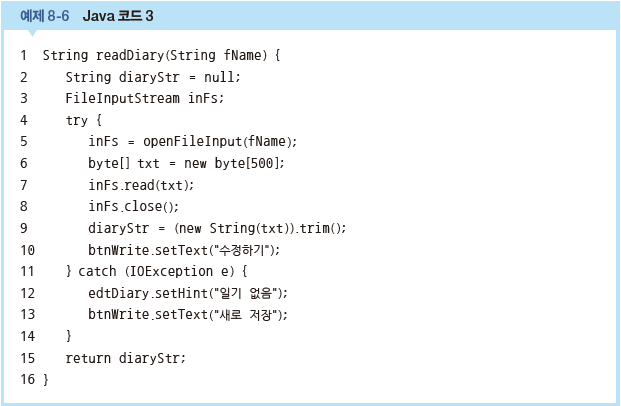 예제 8-6 Java 코드 3
1 String readDiary(String fName) {
2 String diaryStr = null;
3 FileInputStream inFs;
4 try {
5 inFs = openFileInput(fName);
6 byte[] txt = new byte[500];
7 inFs.read(txt);
8 inFs.close();
9 diaryStr = (new String(txt)).trim();
10 btnWrite.setText("수정하기");
11 } catch (IOException e) {
12 edtDiary.setHint("일기 없음");
13 btnWrite.setText("새로 저장");
14 }
15 return diaryStr;
16 }